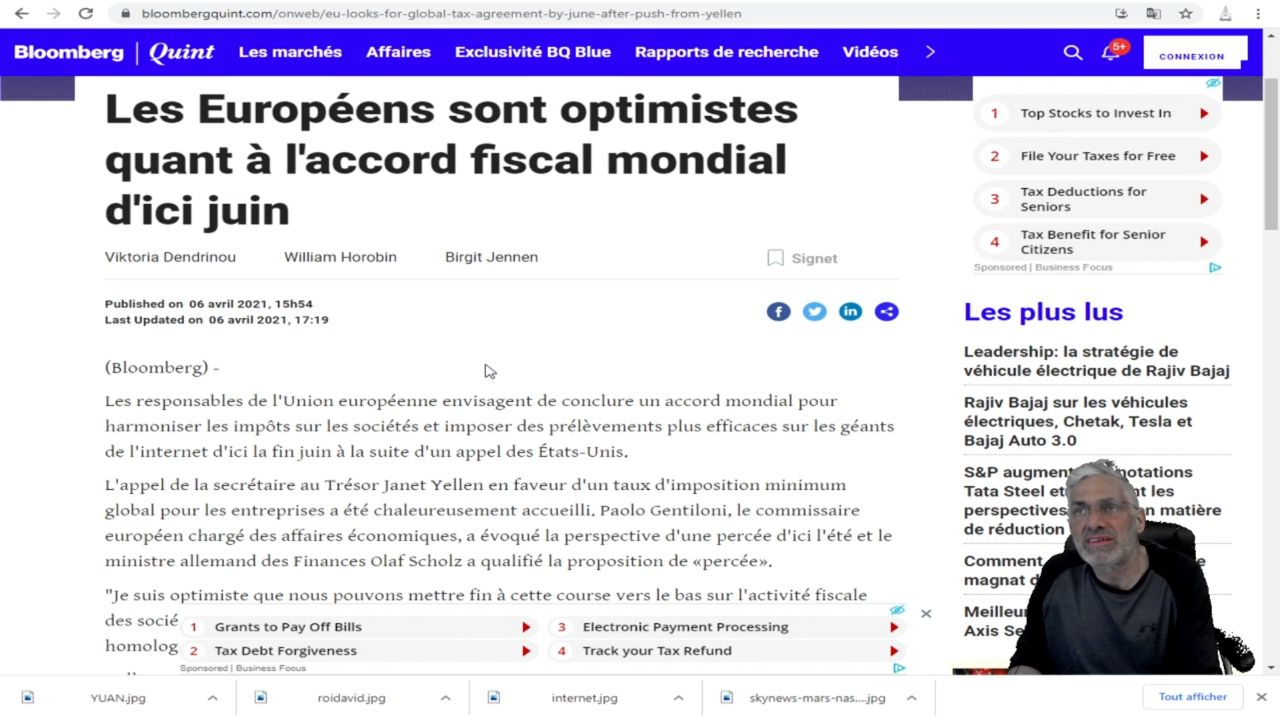 bloombergquint.com/onweb/eu-looks-for-global-tax-agreement-by-june-after-push-from-yellen
Bloomberg | Quint Les marchés Affaires Exclusivité BQ Blue Rapports de recherche Vidéos 5+ CONNEXION
Les Européens sont optimistes
quant à l'accord fiscal mondial
d'ici juin
Viktoria Dendrinou William Horobin Birgit Jennen Signet
Published on 06 avril 2021, 15h54
Last Updated on 06 avril 2021, 17:19
(Bloomberg) -
Les responsables de l'Union européenne envisagent de conclure un accord mondial pour
harmoniser les impôts sur les sociétés et imposer des prélèvements plus efficaces sur les géants
de l'internet d'ici la fin juin à la suite d'un appel des États-Unis.
L'appel de la secrétaire au Trésor Janet Yellen en faveur d'un taux d'imposition minimum
global pour les entreprises a été chaleureusement accueilli. Paolo Gentiloni, le commissaire
européen chargé des affaires économiques, a évoqué la perspective d'une percée d'ici l'été et le
ministre allemand des Finances Olaf Scholz a qualifié la proposition de «percée».
"Je suis optimiste que nous pouvons mettre fin à cette course vers le bas sur l'activité fiscale
des socié
homolog
1 Grants to Pay Off Bills
2 Tax Debt Forgiveness
3 Electronic Payment Processing
4 Track your Tax Refund
Sponsored | Business Focus
1 Top Stocks to Invest In
2 File Your Taxes for Free
3 Tax Deductions for
Seniors
4 Tax Benefit for Senior
Citizens
Sponsored | Business Focus
Les plus lus
Leadership: la stratégie de
véhicule électrique de Rajiv Bajaj
Rajiv Bajaj sur les véhicules
électriques, Chetak, Tesla et
Bajaj Auto 3.0
S&P augment notations
Tata Steel et nt les
perspectives n matière
de réduction
Comment e
magnat d
Meilleu
Axis Se
YUAN.jpg roidavid.jpg internet.jpg skynews-mars-nas....jpg Tout afficher